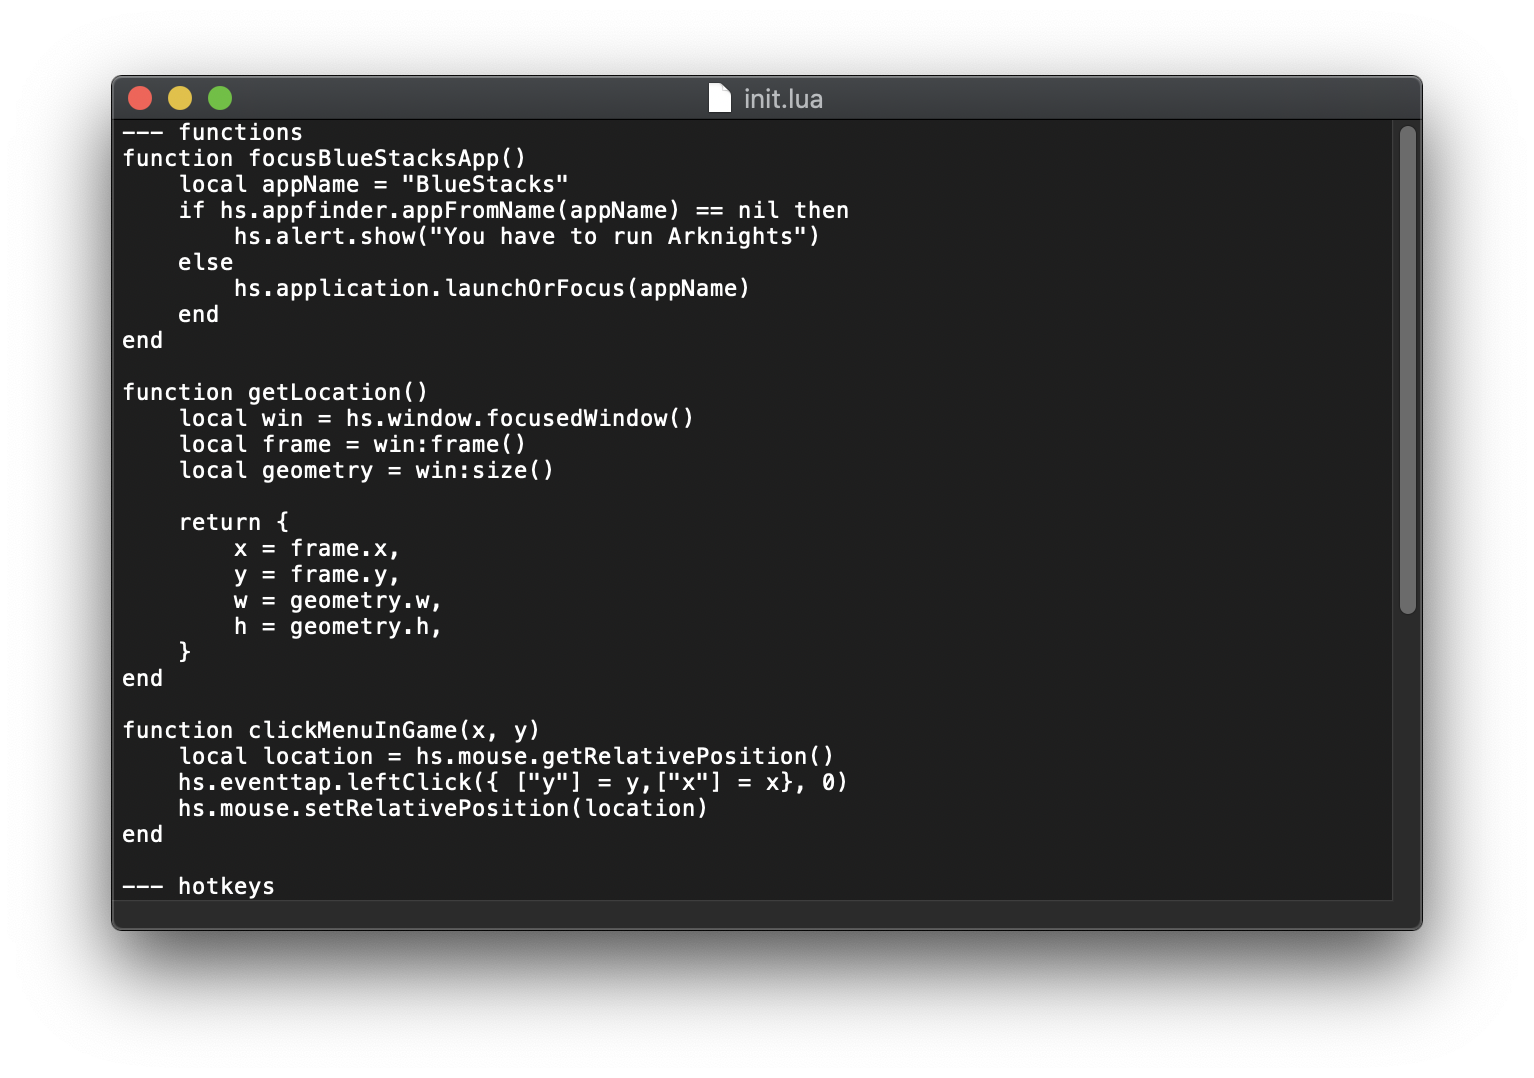 init.lua
--- functions
function focusBlueStacksApp()
    local appName = "BlueStacks"
    if hs.appfinder.appFromName(appName) == nil then
        hs.alert.show("You have to run Arknights")
    else
        hs.application.launchOrFocus(appName)
    end
end

function getLocation()
    local win = hs.window.focusedWindow()
    local frame = win:frame()
    local geometry = win:size()

    return {
        x = frame.x,
        y = frame.y,
        w = geometry.w,
        h = geometry.h,
    }
end

function clickMenuInGame(x, y)
    local location = hs.mouse.getRelativePosition()
    hs.eventtap.leftClick({ ["y"] = y,["x"] = x}, 0)
    hs.mouse.setRelativePosition(location)
end

--- hotkeys